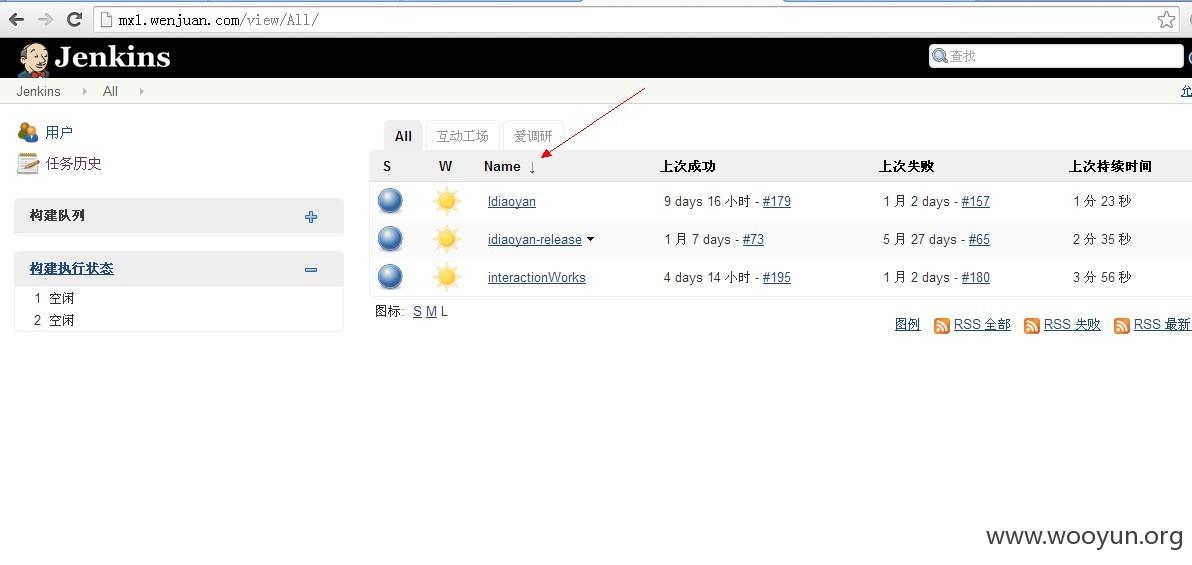 mx1.wenjuan.com/view/All/
Jenkins
查找
Jenkins All
用户
任务历史
构建队列
构建执行状态
1 空闲
2 空闲
All 互动工场 爱调研
S W Name ↓ 上次成功 上次失败 上次持续时间
Idiaoyan 9 days 16 小时 - #179 1 月 2 days - #157 1 分 23 秒
idiaoyan-release 1 月 7 days - #73 5 月 27 days - #65 2 分 35 秒
interactionWorks 4 days 14 小时 - #195 1 月 2 days - #180 3 分 56 秒
图标: S M L
图例 RSS 全部 RSS 失败 RSS 最新
www.wooyun.org